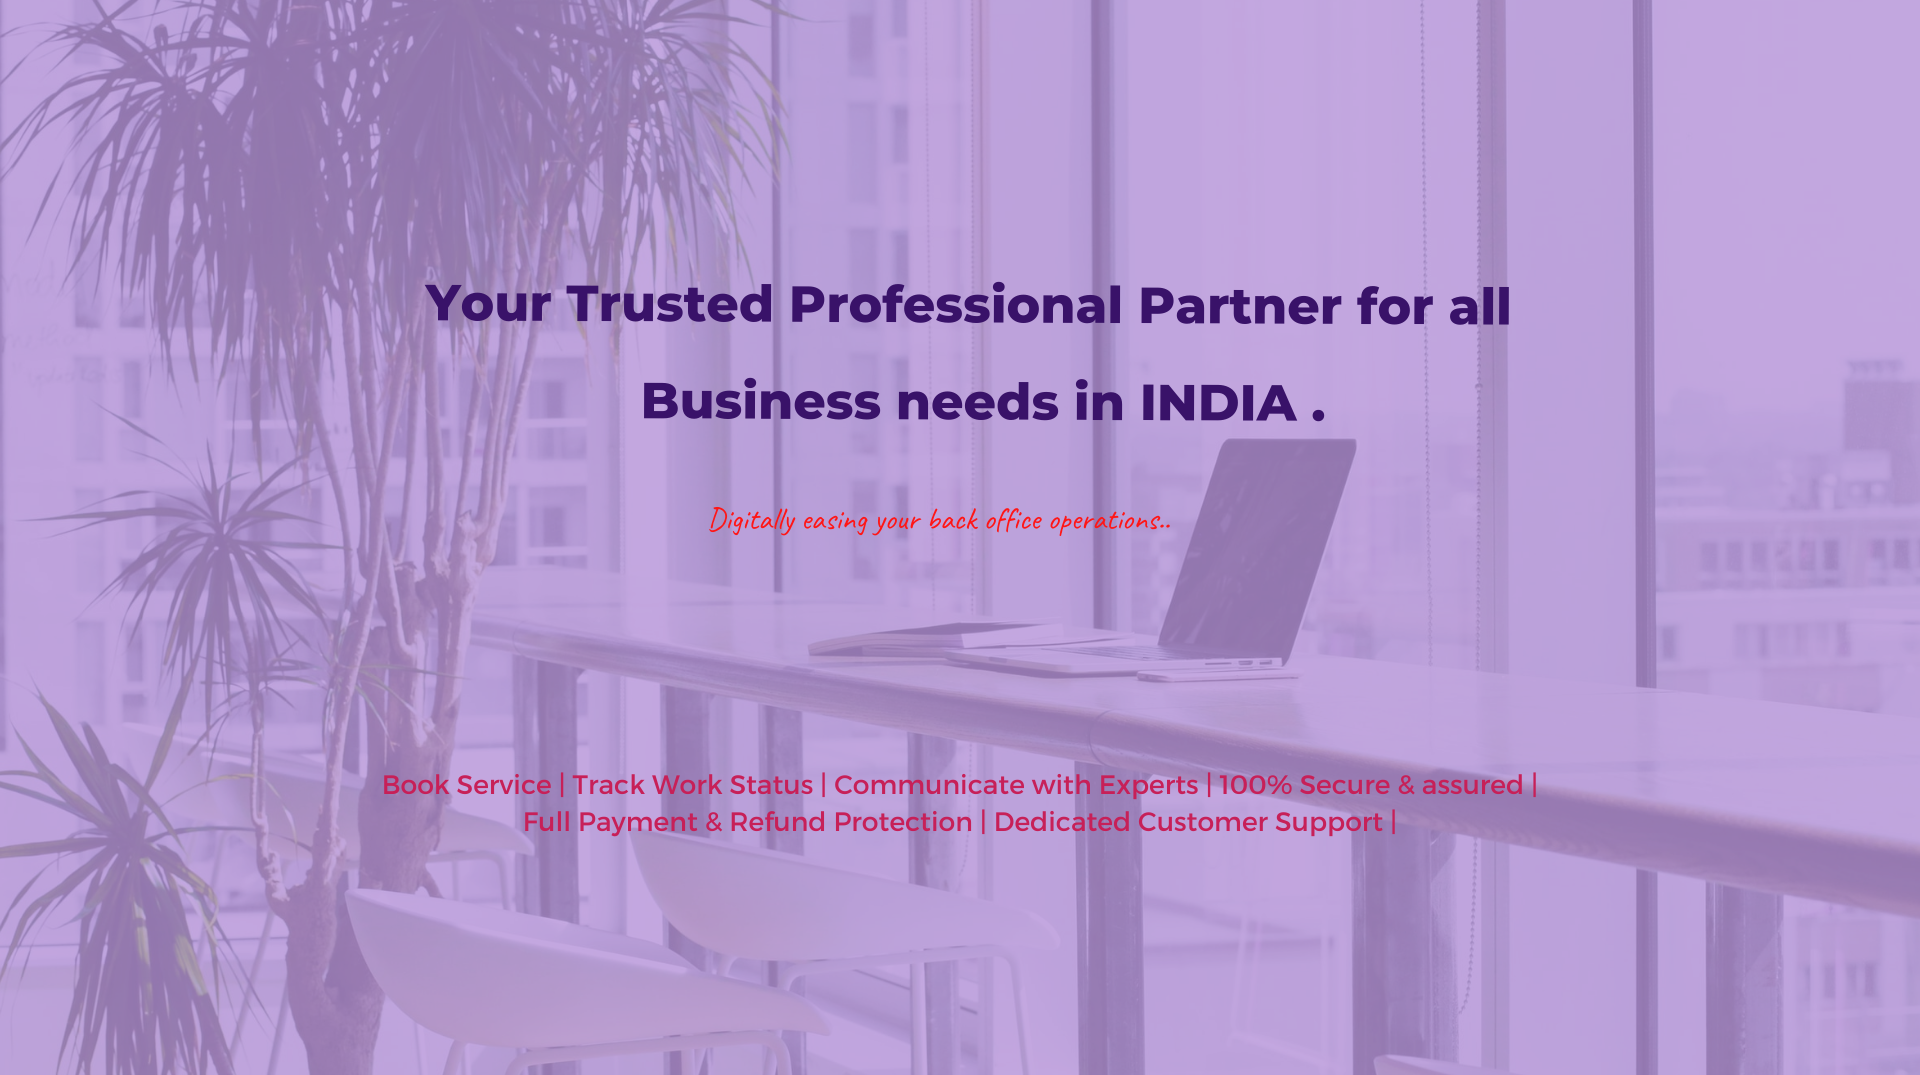 Your Trusted Professional Partner for all
Business needs in INDIA .
Digitally easing your back office operations..
Book Service | Track Work Status | Communicate with Experts | 100% Secure & assured |
Full Payment & Refund Protection | Dedicated Customer Support |